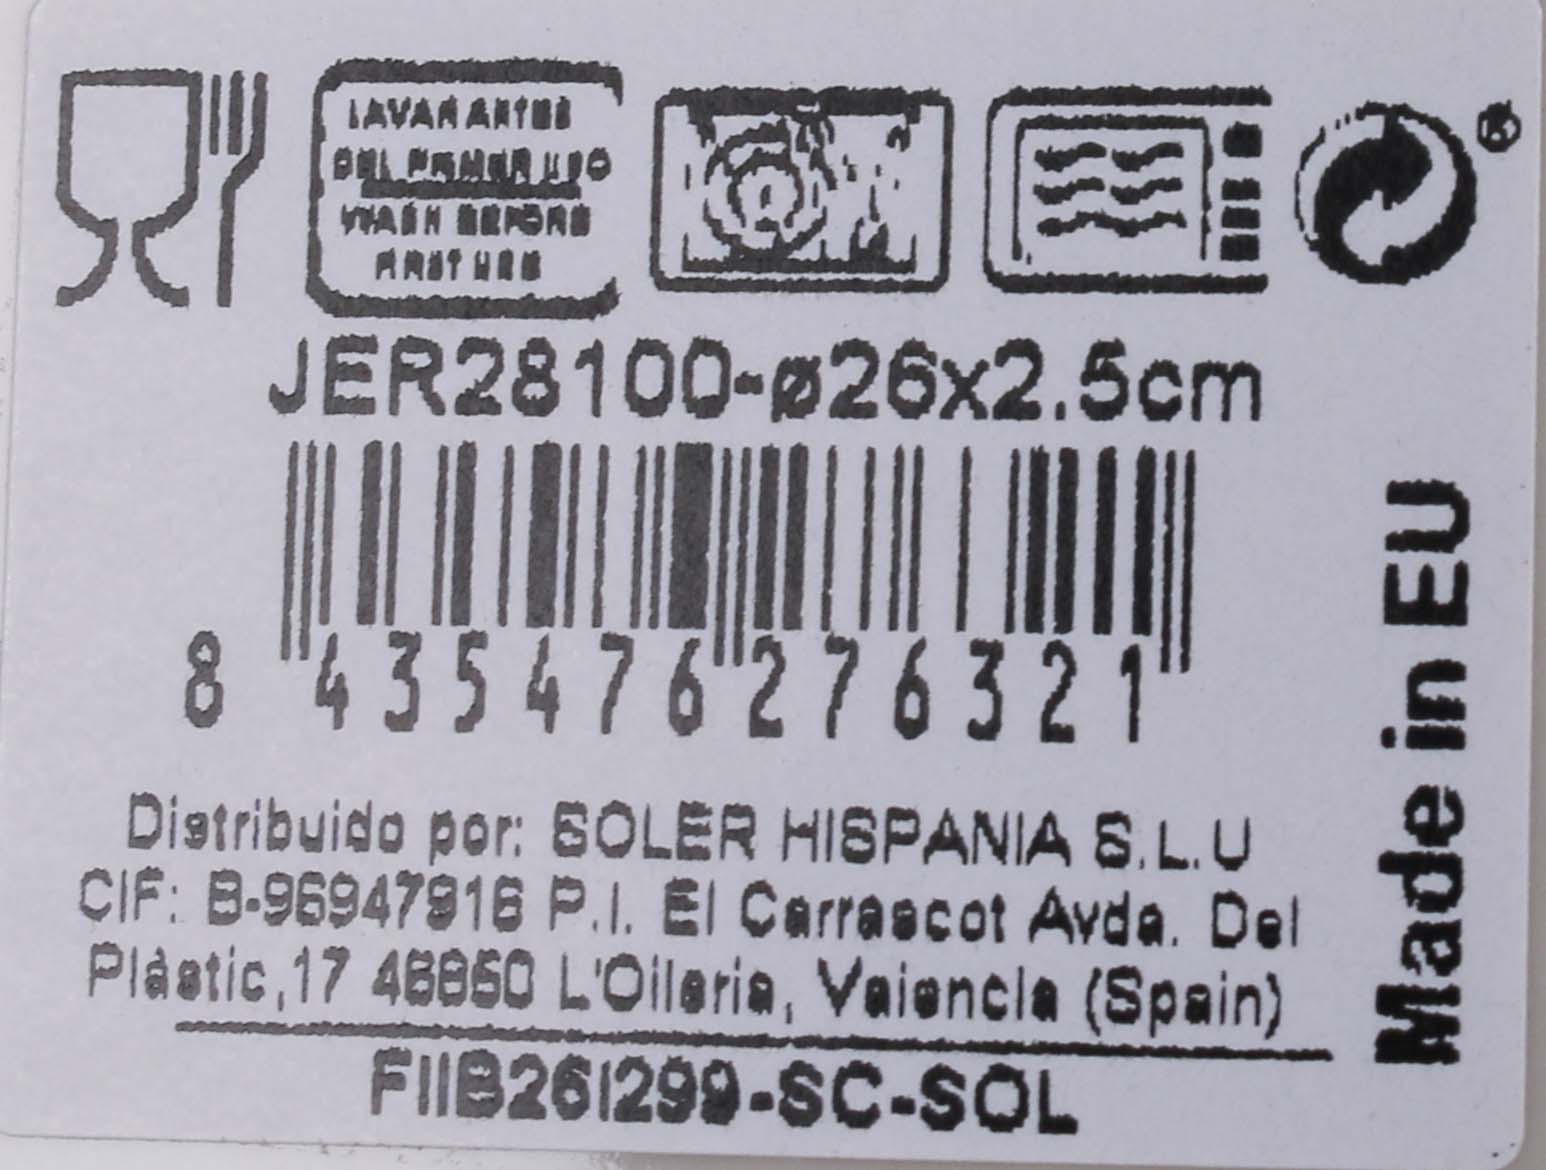 LAVAR ANTES
DEL PRIMER USO
WASH BEFORE
FIRST USE
®
JER28100-ø26x2.5cm
8 435476 276321
Made in EU
Distribuido por: SOLER HISPANIA S.L.U
CIF: B-96947916 P.I. El Carrascot Avda. Del
Plàstic,17 46850 L'Olleria, Valencia (Spain)
FIIB26I299-SC-SOL